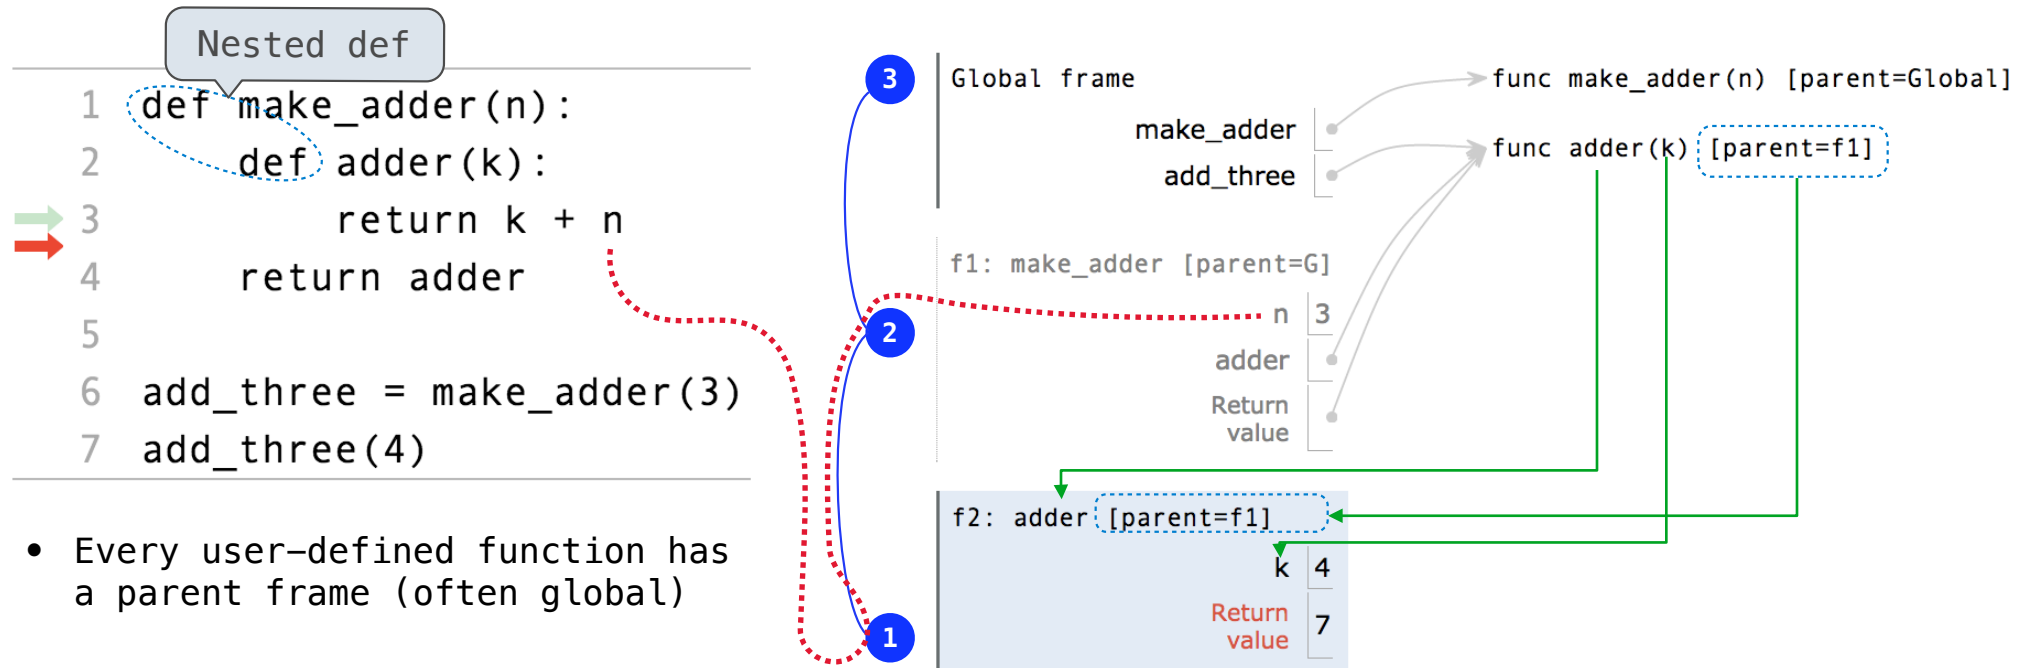 Nested def
1 def make_adder(n):
2 def adder(k):
3 return k + n
4 return adder
5
6 add_three = make_adder(3)
7 add_three(4)
• Every user–defined function has
a parent frame (often global)
3
Global frame
func make_adder(n) [parent=Global]
make_adder
func adder(k) [parent=f1]
add_three
f1: make_adder [parent=G]
2
n 3
adder
Return
value
f2: adder [parent=f1]
k 4
1
Return
value 7